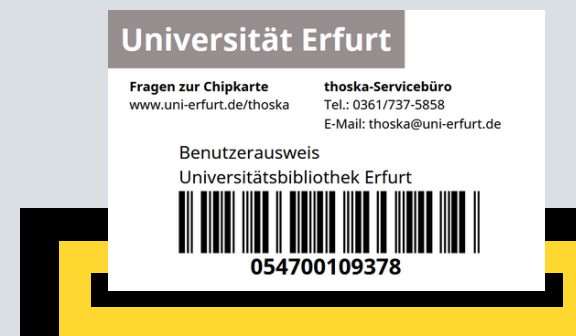 Universität Erfurt
Fragen zur Chipkarte
www.uni-erfurt.de/thoska
thoska-Servicebüro
Tel.: 0361/737-5858
E-Mail: thoska@uni-erfurt.de
Benutzerausweis
Universitätsbibliothek Erfurt
054700109378